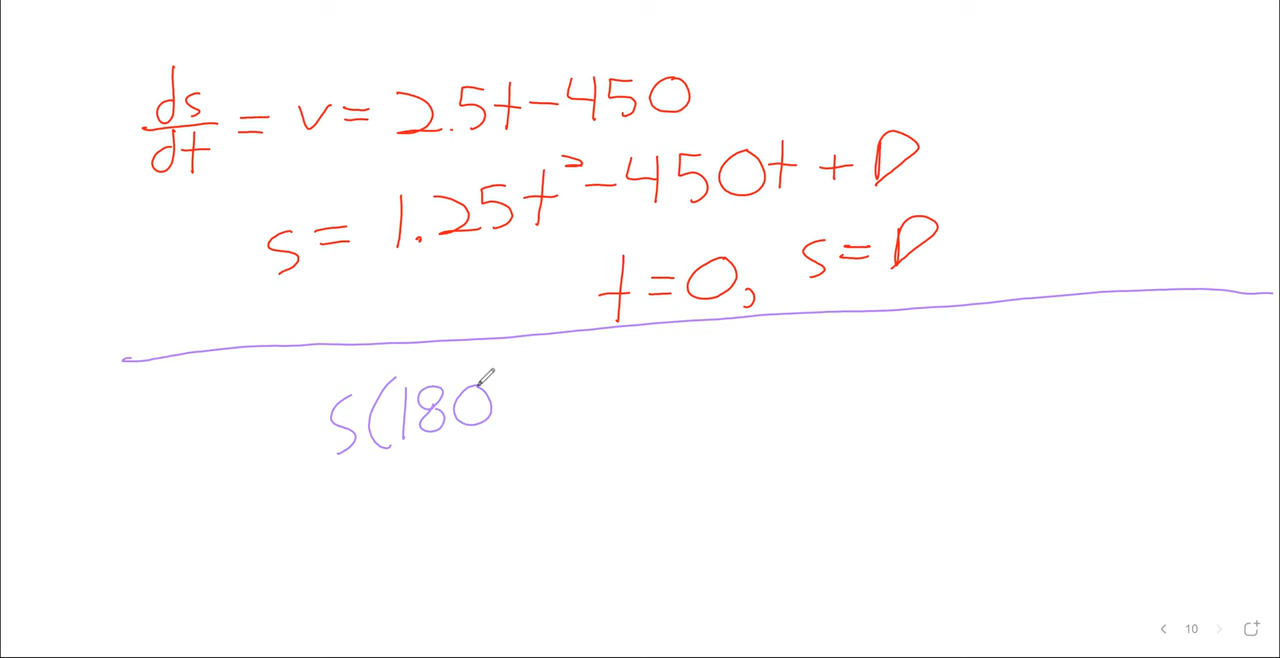 ds/dt = v = 2.5t - 450
s = 1.25t² - 450t + D
t = 0, s = D
s(180
10